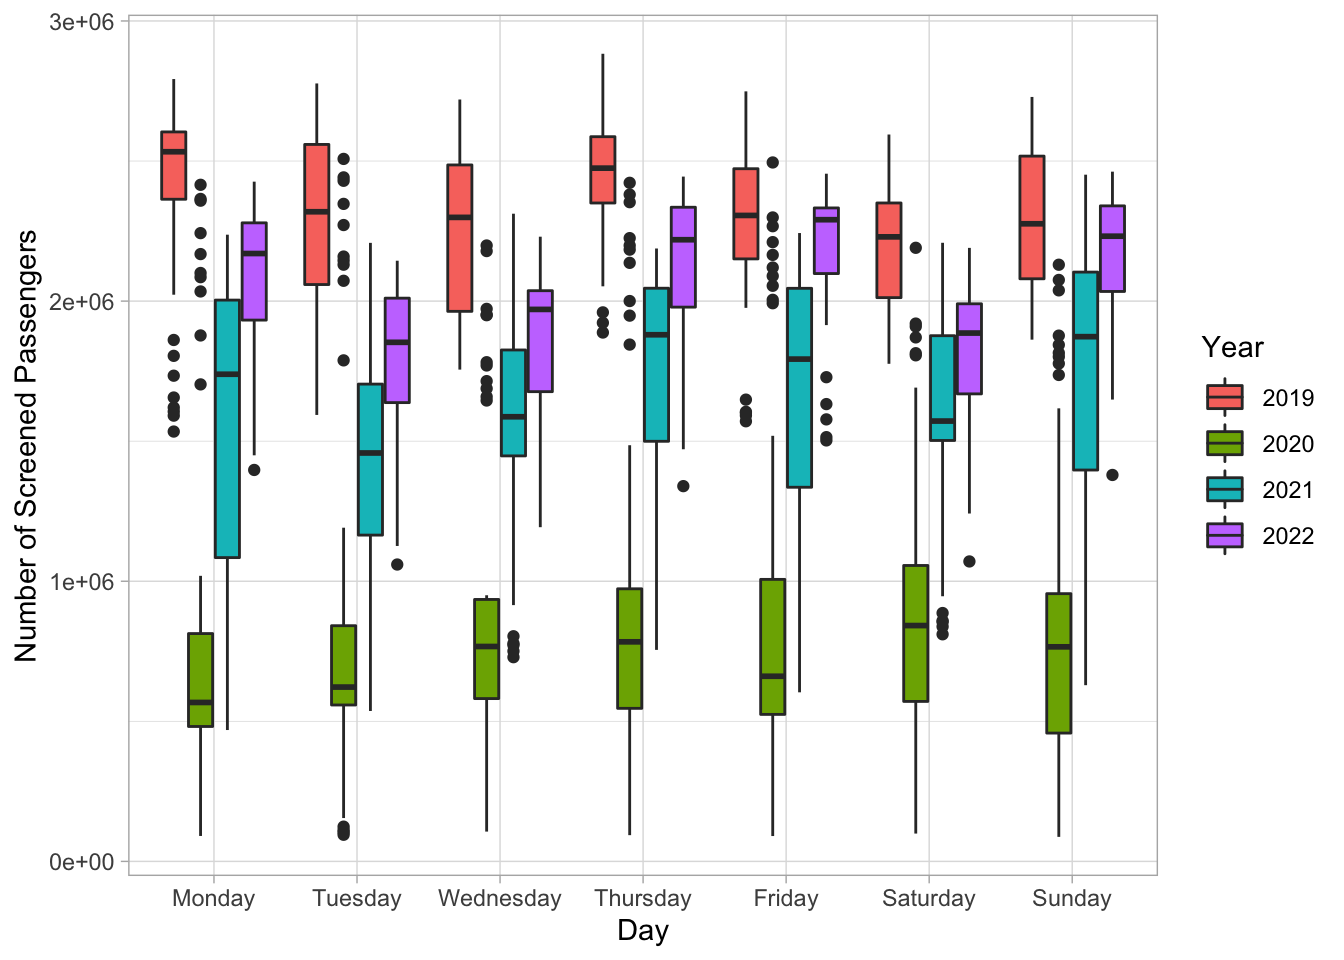 3e+06
2e+06
1e+06
0e+00
Number of Screened Passengers
Monday Tuesday Wednesday Thursday Friday Saturday Sunday
Day
Year
2019
2020
2021
2022